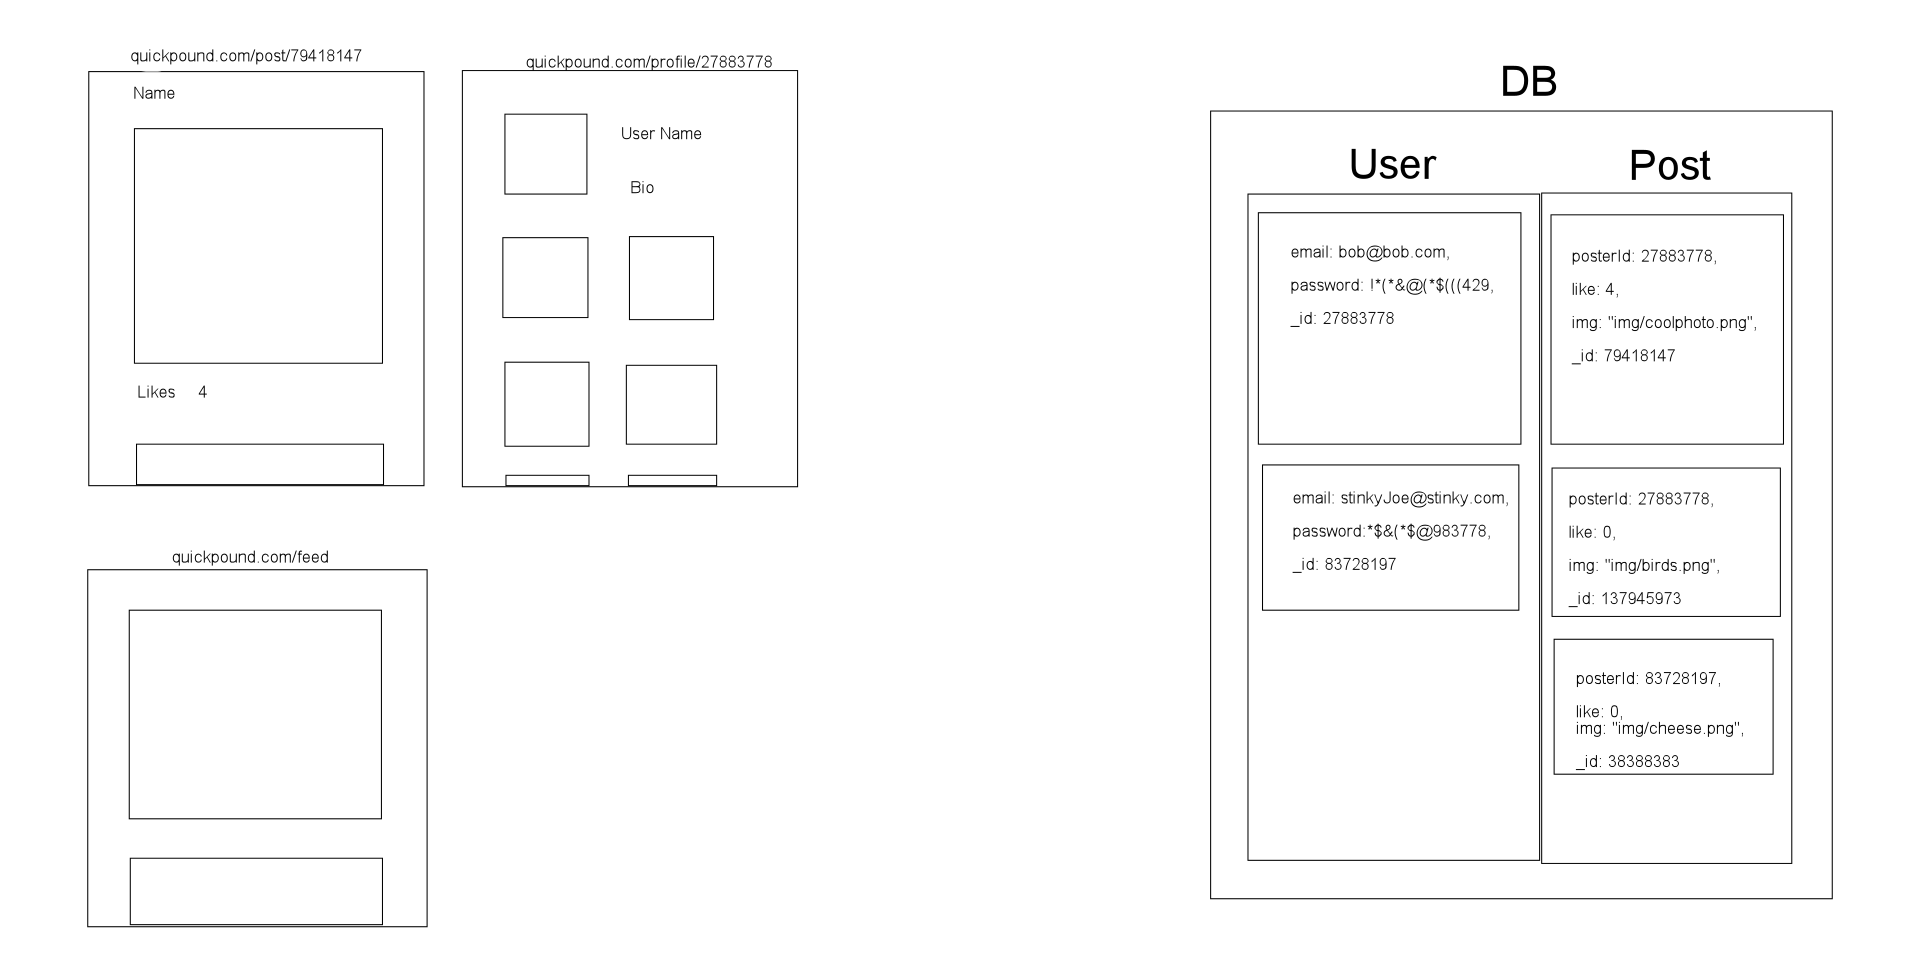 quickpound.com/post/79418147
Name
Likes 4
quickpound.com/profile/27883778
User Name
Bio
quickpound.com/feed
DB
User
email: bob@bob.com,
password: !*(*&@(*$(((429,
_id: 27883778
email: stinkyJoe@stinky.com,
password:*$&(*$@983778,
_id: 83728197
Post
posterId: 27883778,
like: 4,
img: "img/coolphoto.png",
_id: 79418147
posterId: 27883778,
like: 0,
img: "img/birds.png",
_id: 137945973
posterId: 83728197,
like: 0,
img: "img/cheese.png",
_id: 38388383